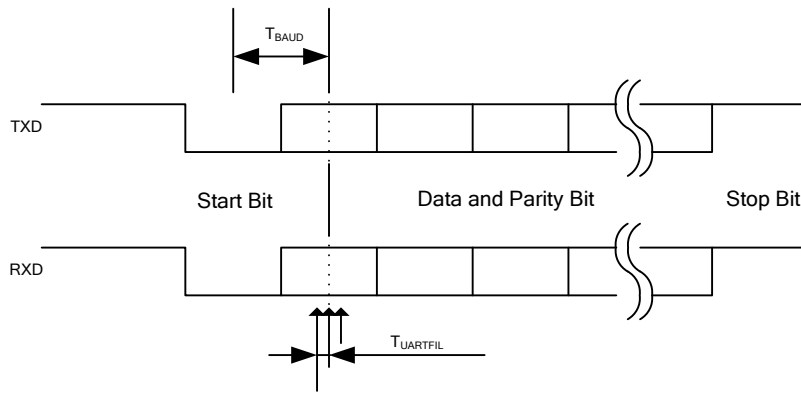 TBAUD
TXD
Start Bit
Data and Parity Bit
Stop Bit
RXD
TUARTFIL